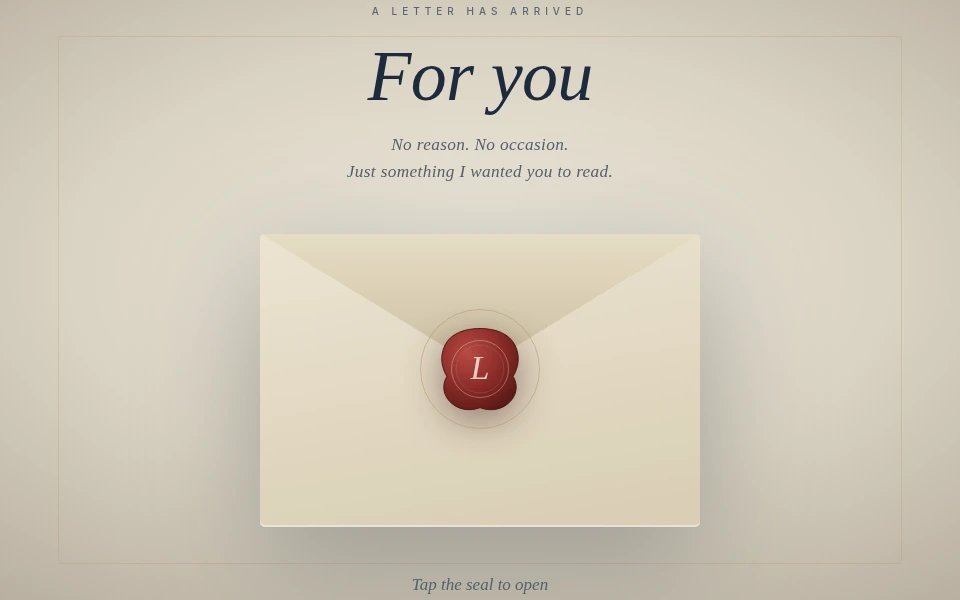 A LETTER HAS ARRIVED
For you
No reason. No occasion.
Just something I wanted you to read.
L
Tap the seal to open